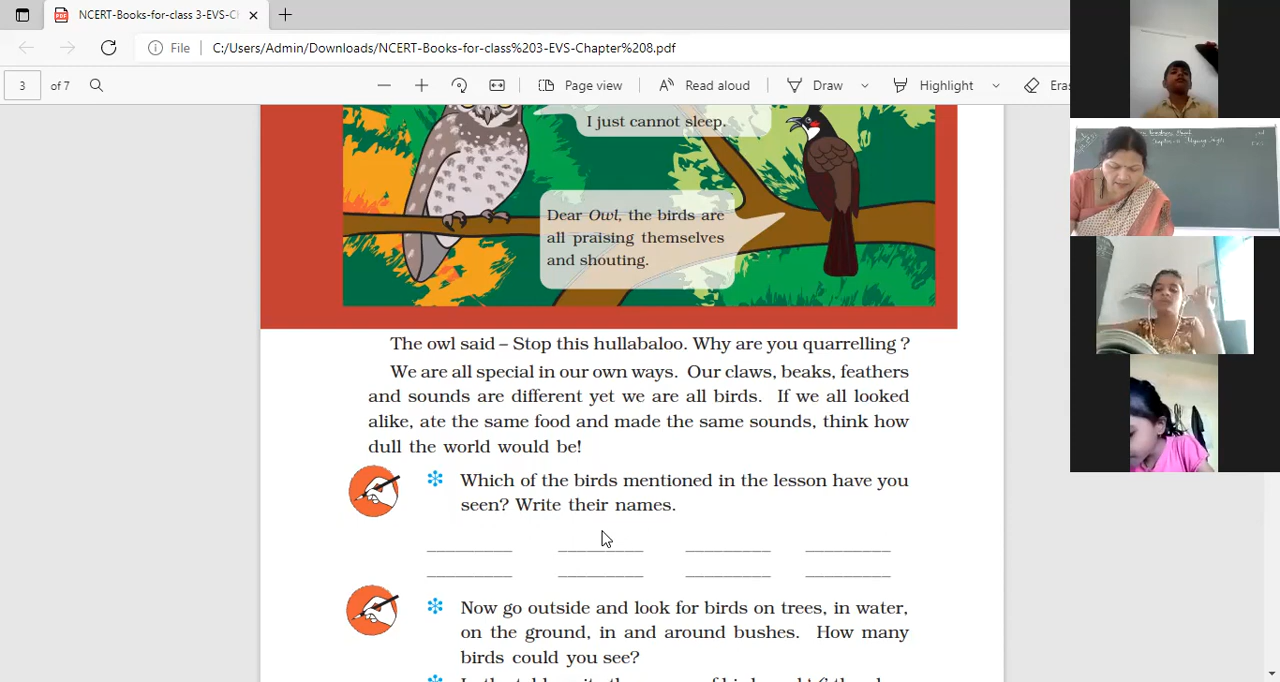 NCERT-Books-for-class 3-EVS-Cl
File C:/Users/Admin/Downloads/NCERT-Books-for-class%203-EVS-Chapter%208.pdf
3 of 7 Page view Read aloud Draw Highlight Eras
I just cannot sleep.
Dear Owl, the birds are
all praising themselves
and shouting.
The owl said – Stop this hullabaloo. Why are you quarrelling ?
We are all special in our own ways. Our claws, beaks, feathers
and sounds are different yet we are all birds. If we all looked
alike, ate the same food and made the same sounds, think how
dull the world would be!
Which of the birds mentioned in the lesson have you
seen? Write their names.
Now go outside and look for birds on trees, in water,
on the ground, in and around bushes. How many
birds could you see?